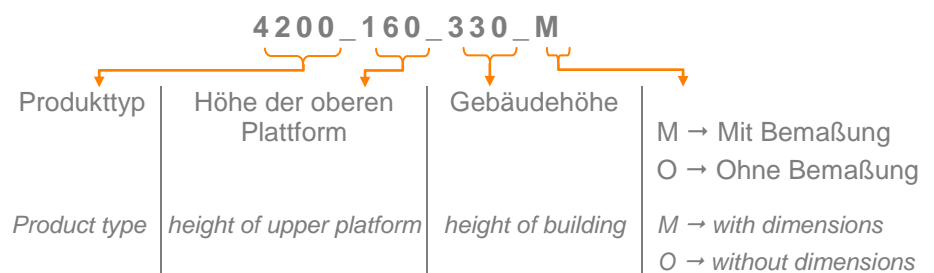 4200_160_330_M
Produkttyp
Höhe der oberen
Plattform
Gebäudehöhe
M → Mit Bemaßung
O → Ohne Bemaßung
Product type
height of upper platform
height of building
M → with dimensions
O → without dimensions